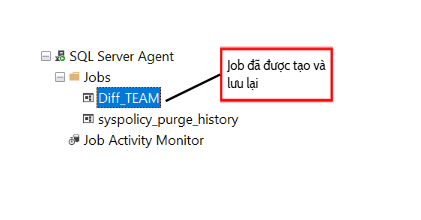 SQL Server Agent
Jobs
Diff_TEAM
syspolicy_purge_history
Job Activity Monitor
Job đã được tạo và
lưu lại